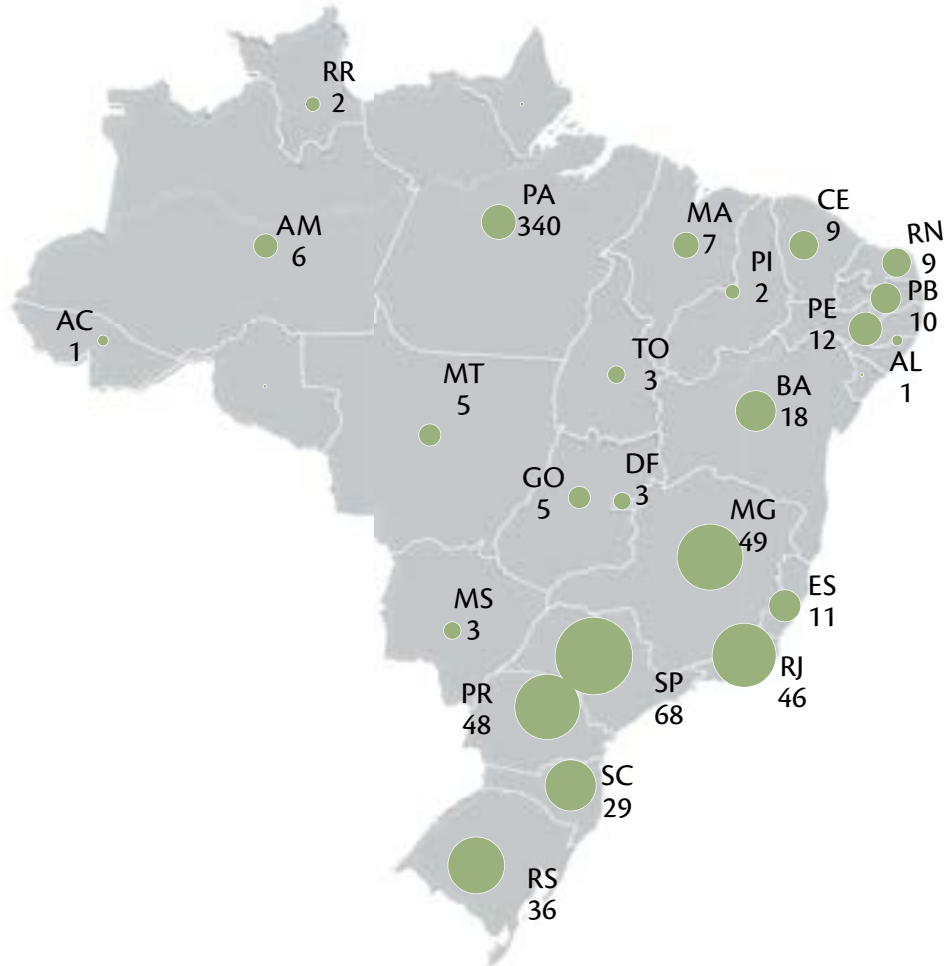 RR
2
PA
340
AM
6
MA
7
CE
9
RN
9
PI
2
PB
10
PE
12
AC
1
AL
1
TO
3
MT
5
BA
18
DF
3
GO
5
MG
49
ES
11
MS
3
RJ
46
SP
68
PR
48
SC
29
RS
36